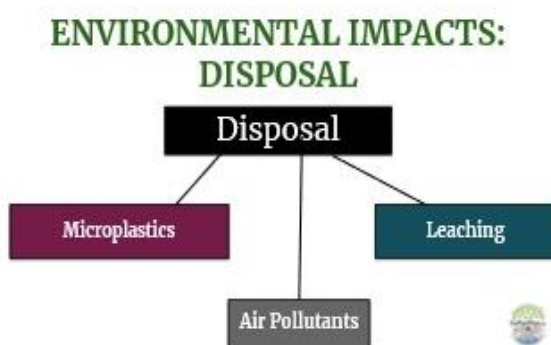 ENVIRONMENTAL IMPACTS:
DISPOSAL
Disposal
Microplastics
Leaching
Air Pollutants